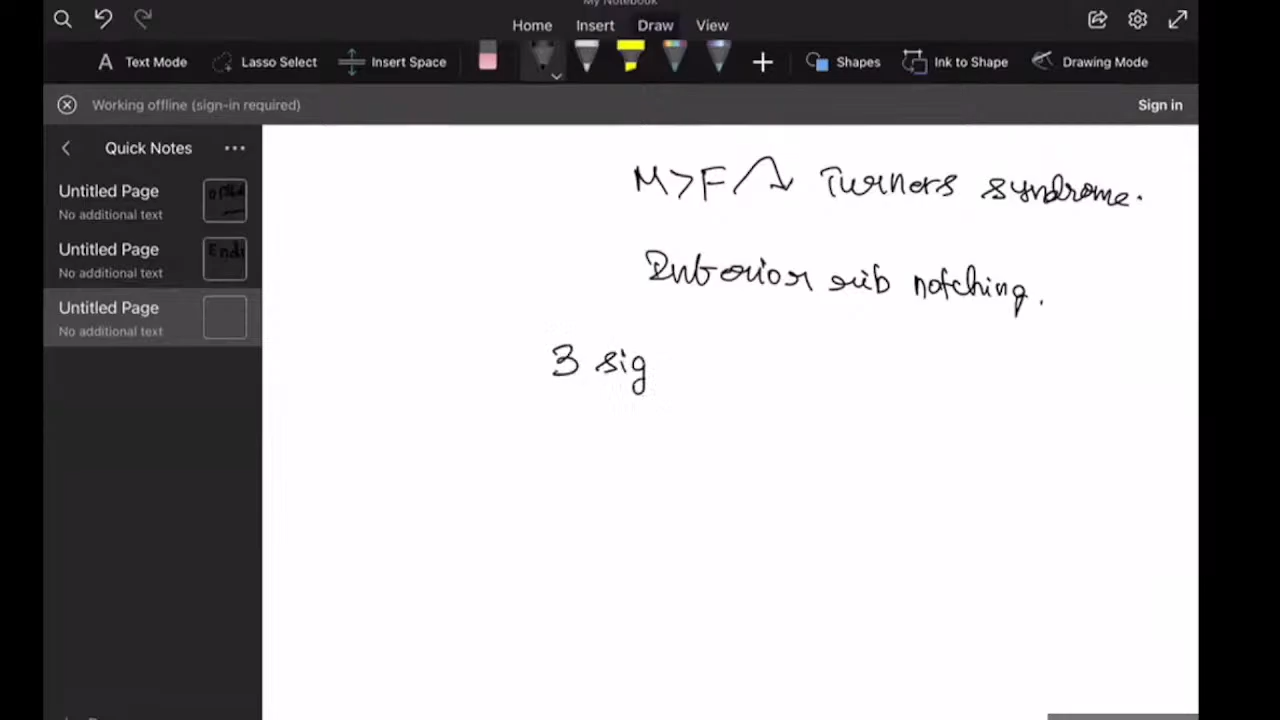 My Notebook
Home Insert Draw View
Text Mode Lasso Select Insert Space Shapes Ink to Shape Drawing Mode
Working offline (sign-in required) Sign in
Quick Notes
Untitled Page
No additional text
Untitled Page
No additional text
Untitled Page
No additional text
M>F Turners syndrome.
Inferior rib notching.
3 sig